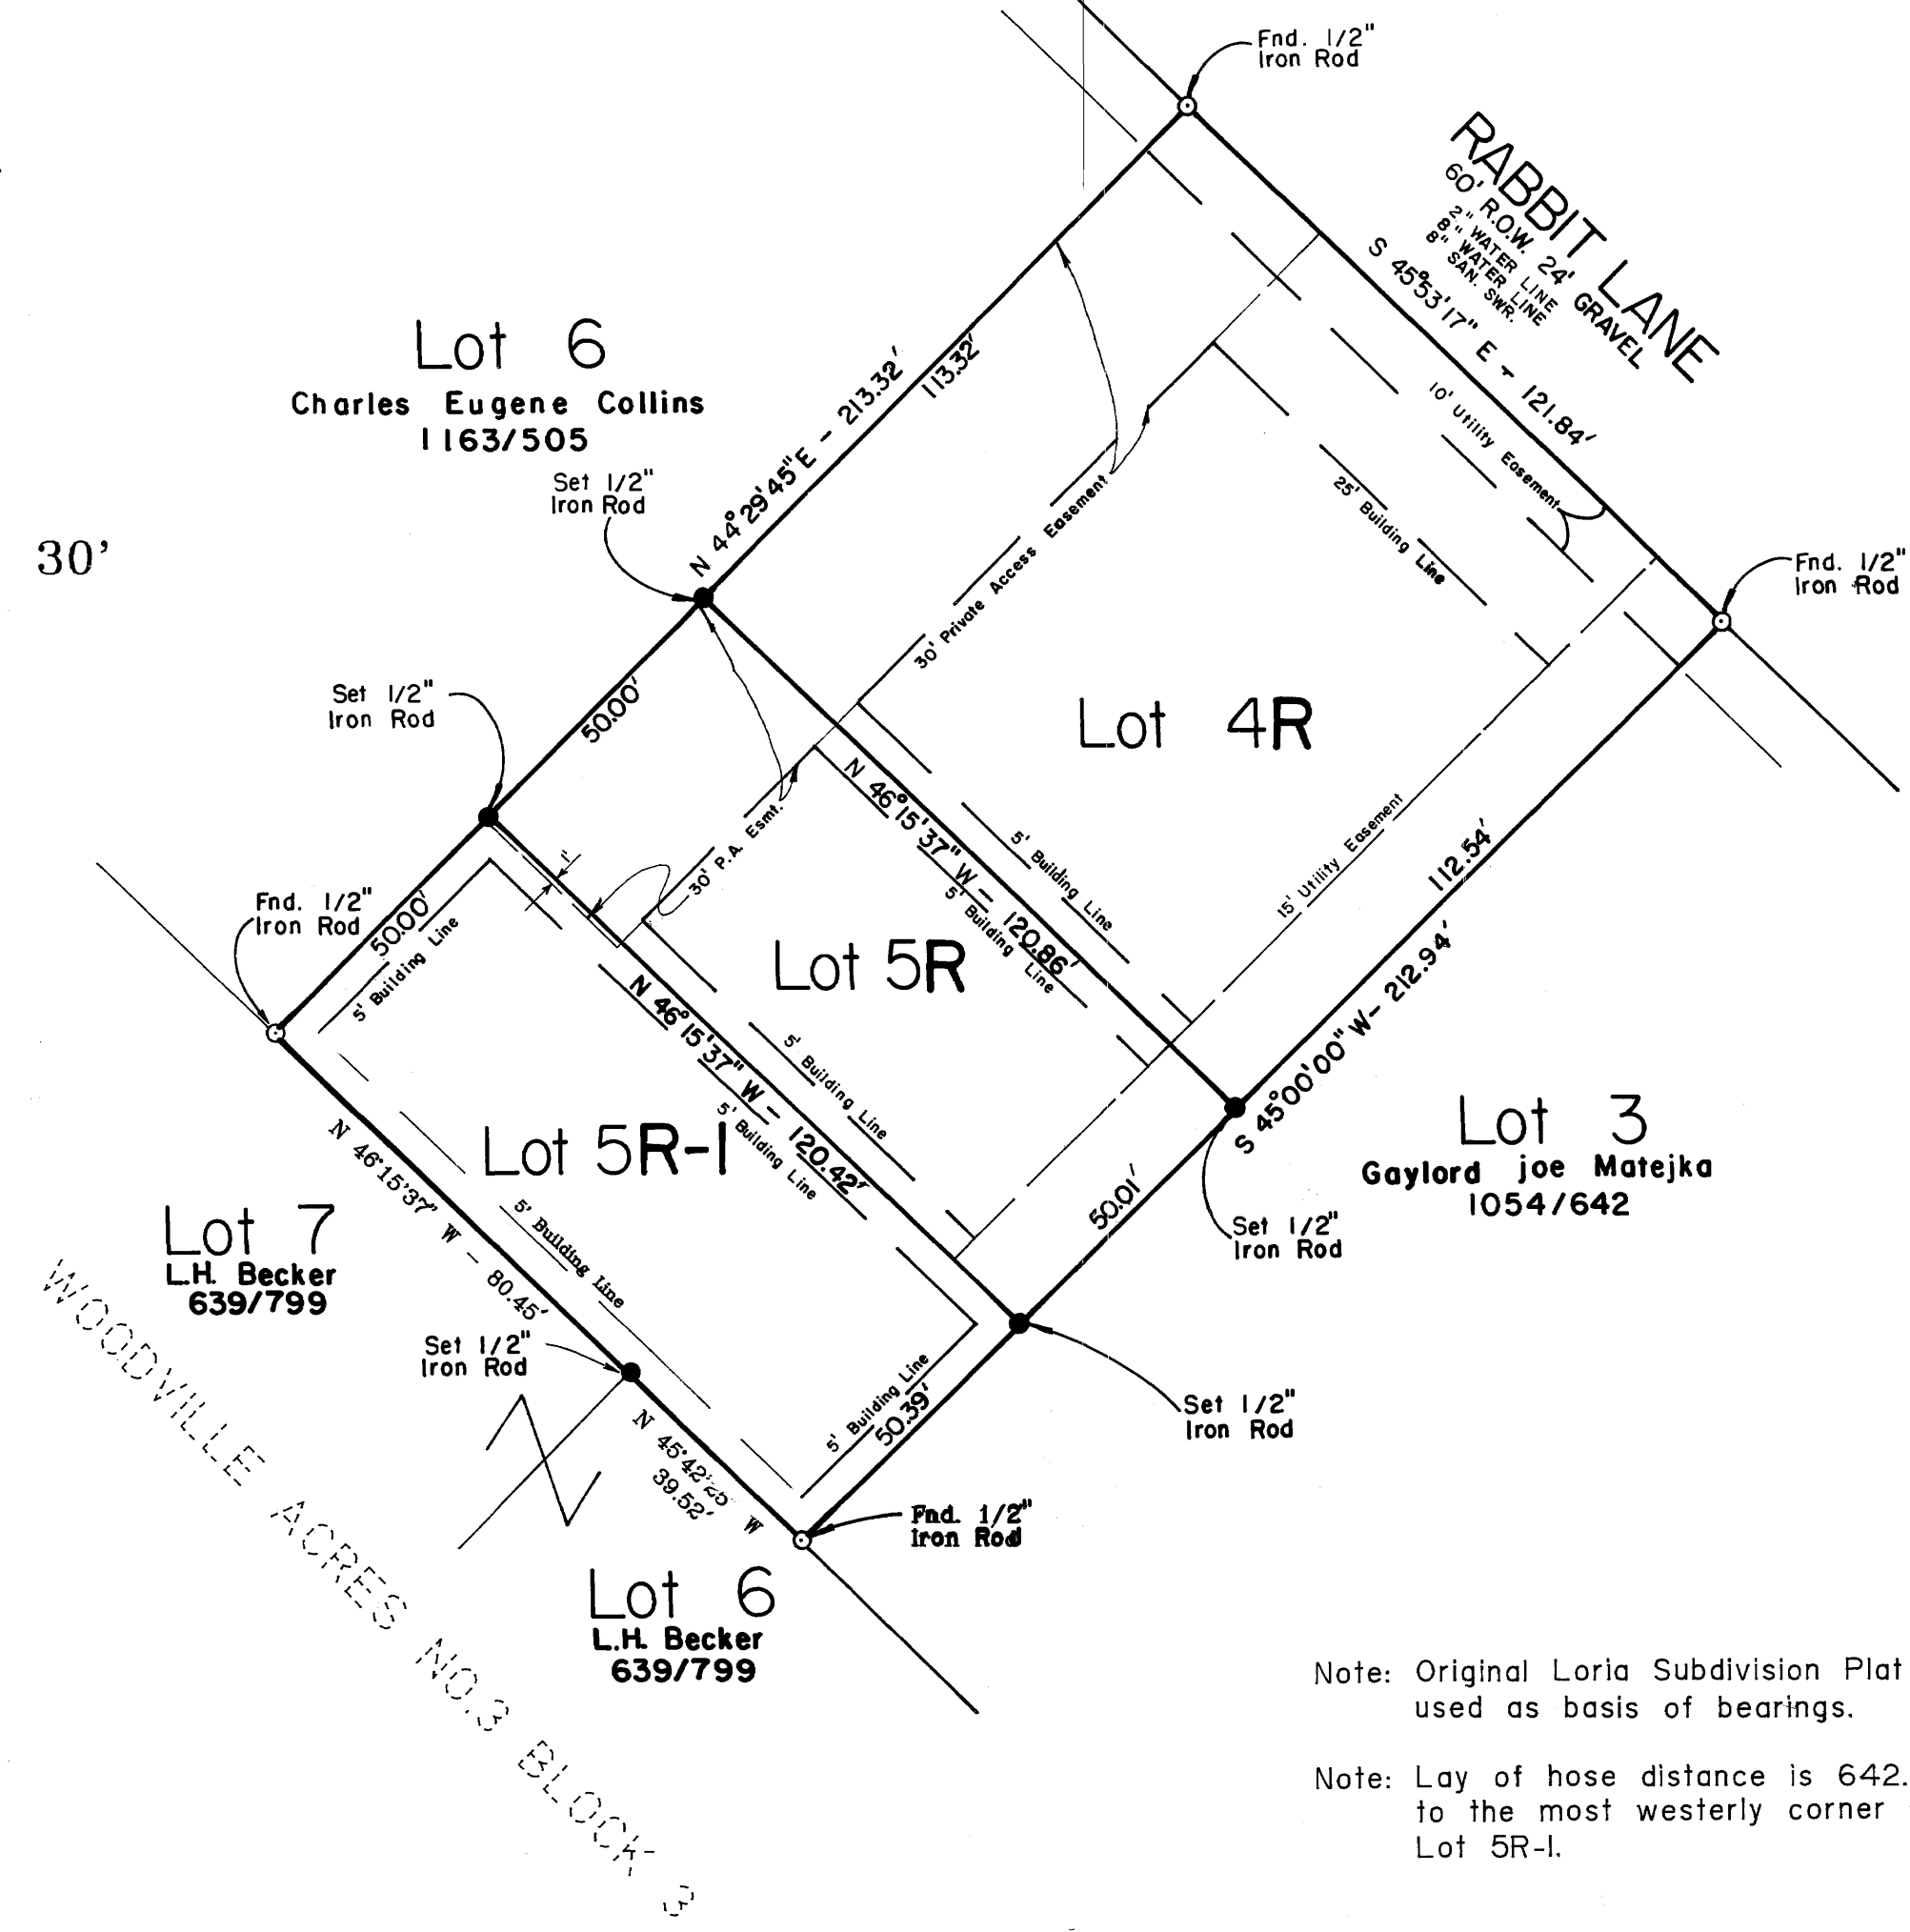 Fnd. 1/2"
Iron Rod
RABBIT LANE
60' R.O.W. 24' GRAVEL
2" WATER LINE
8" WATER LINE
8" SAN. SWR.
S 45°53'17" E - 121.84'
10' Utility Easement
25' Building Line
Fnd. 1/2"
Iron Rod
Lot 6
Charles Eugene Collins
1163/505
N 44°29'45"E - 213.32'
113.32'
Set 1/2"
Iron Rod
30'
30' Private Access Easement
Set 1/2"
Iron Rod
50.00'
Lot 4R
N 46°15'37" W - 120.86'
5' Building Line
5' Building Line
15' Utility Easement
112.54'
S 45°00'00" W- 212.94'
30' P.A. Esmt.
1'
Fnd. 1/2"
Iron Rod
50.00'
5' Building Line
Lot 5R
N 46°15'37" W - 120.42'
5' Building Line
5' Building Line
Lot 3
Gaylord joe Matejka
1054/642
50.01'
Set 1/2"
Iron Rod
Lot 5R-1
N 46°15'37" W - 80.45'
5' Building Line
Lot 7
L.H. Becker
639/799
Set 1/2"
Iron Rod
5' Building Line
50.39'
Set 1/2"
Iron Rod
N 45°42'25" W
39.52'
Fnd. 1/2"
Iron Rod
Lot 6
L.H. Becker
639/799
WOODVILLE ACRES NO.3 BLOCK 3
Note: Original Loria Subdivision Plat
used as basis of bearings.
Note: Lay of hose distance is 642.
to the most westerly corner
Lot 5R-1.